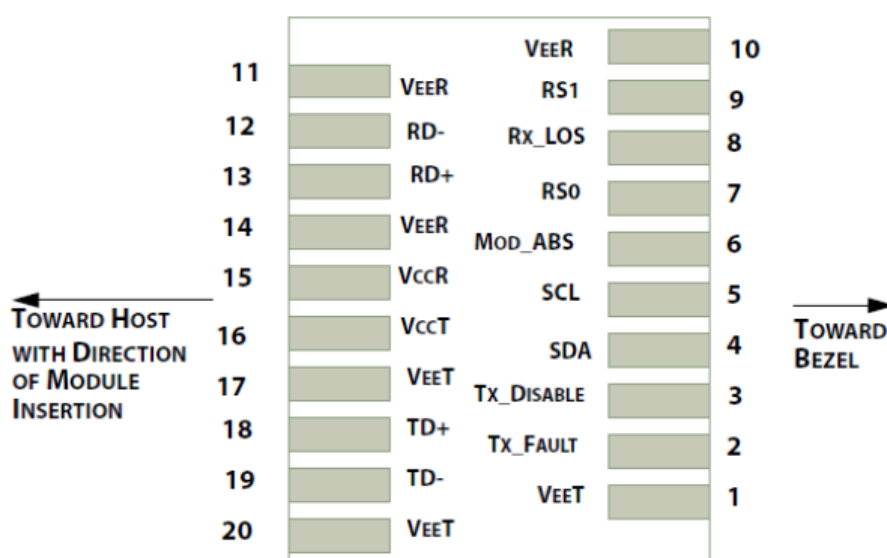 11 VEER
12 RD-
13 RD+
14 VEER
15 VCCR
16 VCCT
17 VEET
18 TD+
19 TD-
20 VEET
VEER 10
RS1 9
RX_LOS 8
RS0 7
MOD_ABS 6
SCL 5
SDA 4
TX_DISABLE 3
TX_FAULT 2
VEET 1
TOWARD HOST
WITH DIRECTION
OF MODULE
INSERTION
TOWARD
BEZEL